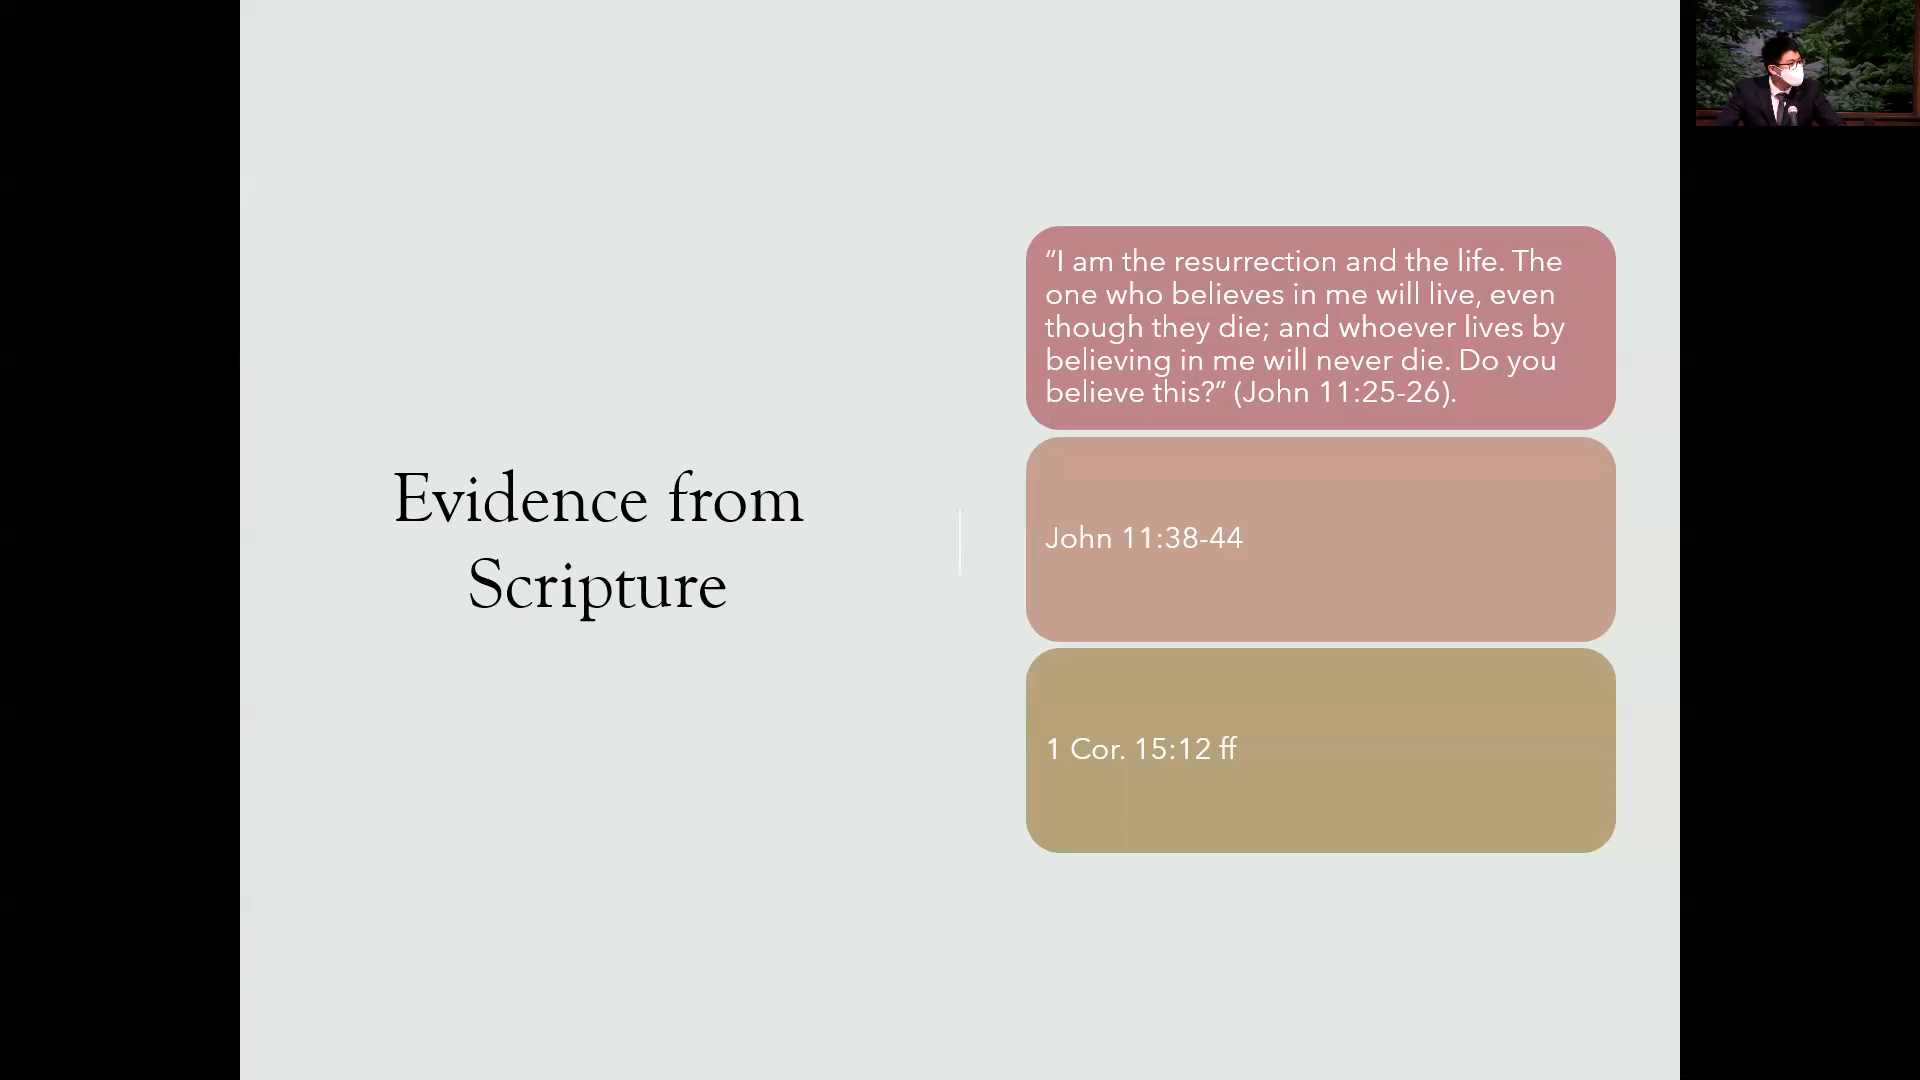 Evidence from
Scripture
“I am the resurrection and the life. The
one who believes in me will live, even
though they die; and whoever lives by
believing in me will never die. Do you
believe this?” (John 11:25-26).
John 11:38-44
1 Cor. 15:12 ff